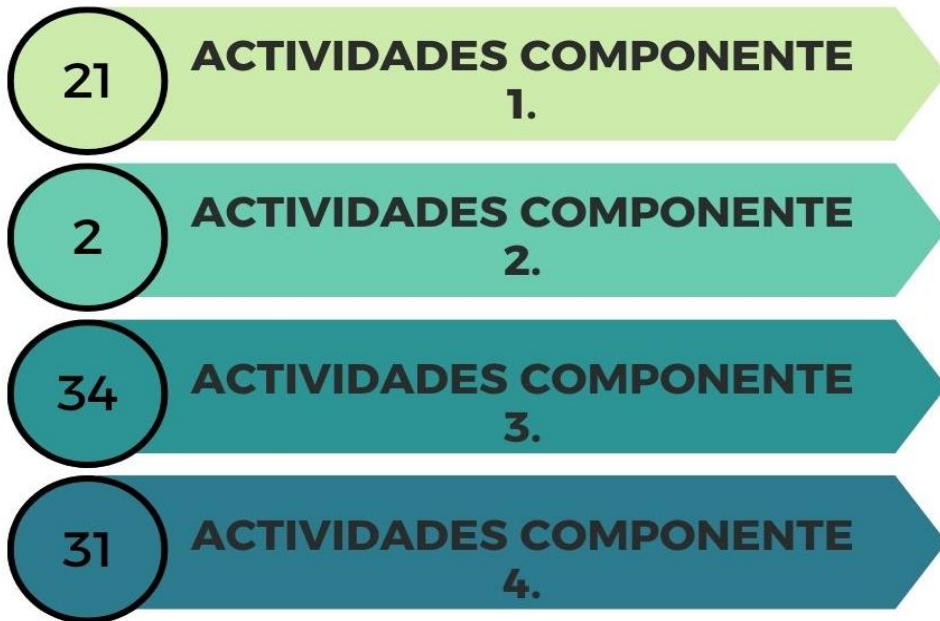 21
ACTIVIDADES COMPONENTE
1.
2
ACTIVIDADES COMPONENTE
2.
34
ACTIVIDADES COMPONENTE
3.
31
ACTIVIDADES COMPONENTE
4.